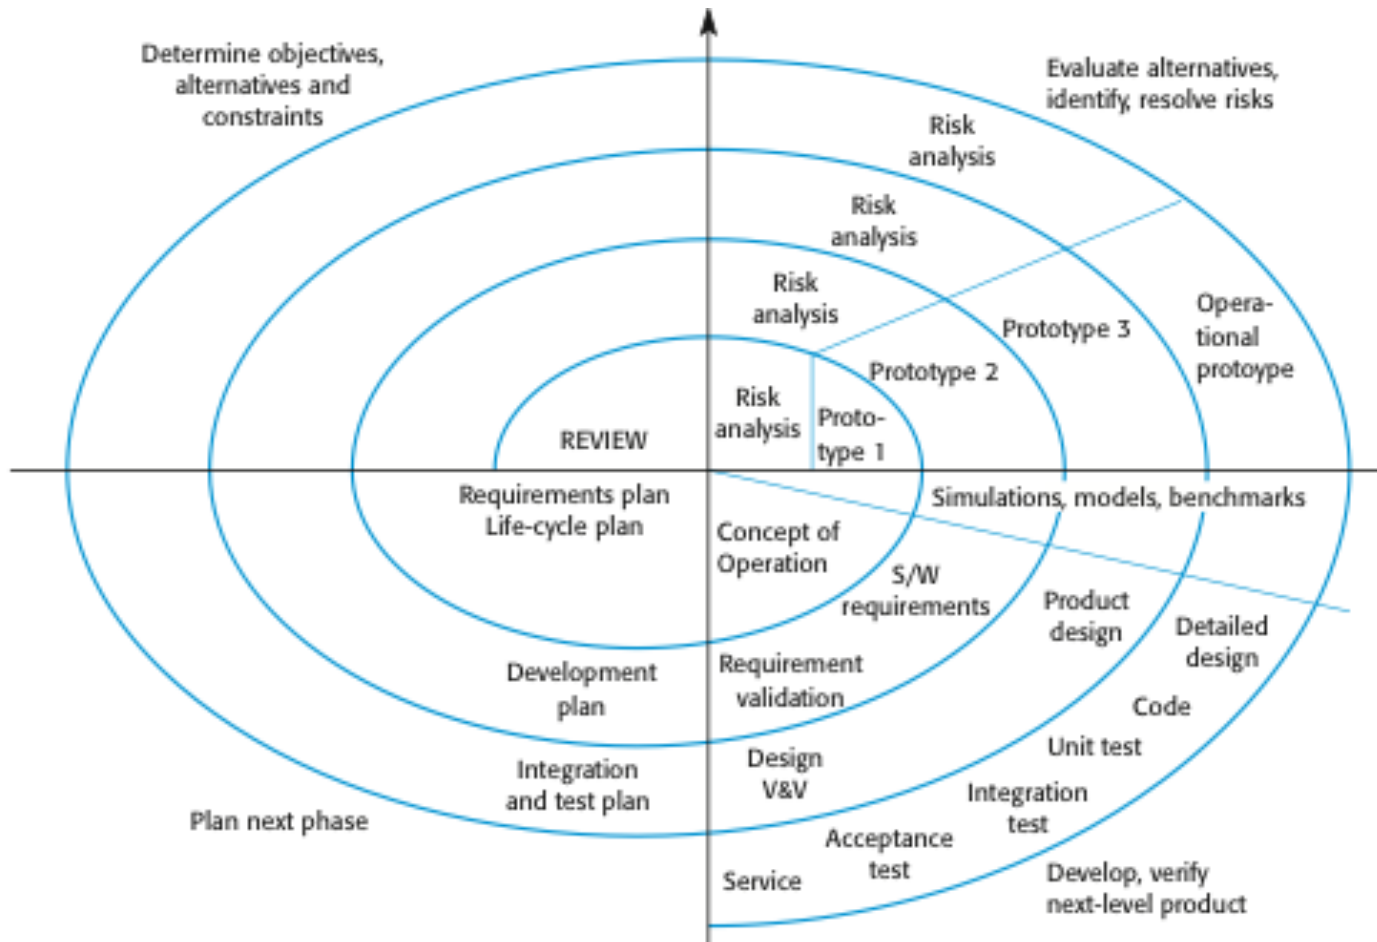 Determine objectives,
alternatives and
constraints
Evaluate alternatives,
identify, resolve risks
Risk
analysis
Risk
analysis
Risk
analysis
Risk
analysis
Opera-
tional
protoype
Prototype 3
Prototype 2
Proto-
type 1
REVIEW
Requirements plan
Life-cycle plan
Simulations, models, benchmarks
Concept of
Operation
S/W
requirements
Product
design
Detailed
design
Development
plan
Requirement
validation
Code
Unit test
Integration
and test plan
Design
V&V
Integration
test
Plan next phase
Acceptance
test
Service
Develop, verify
next-level product